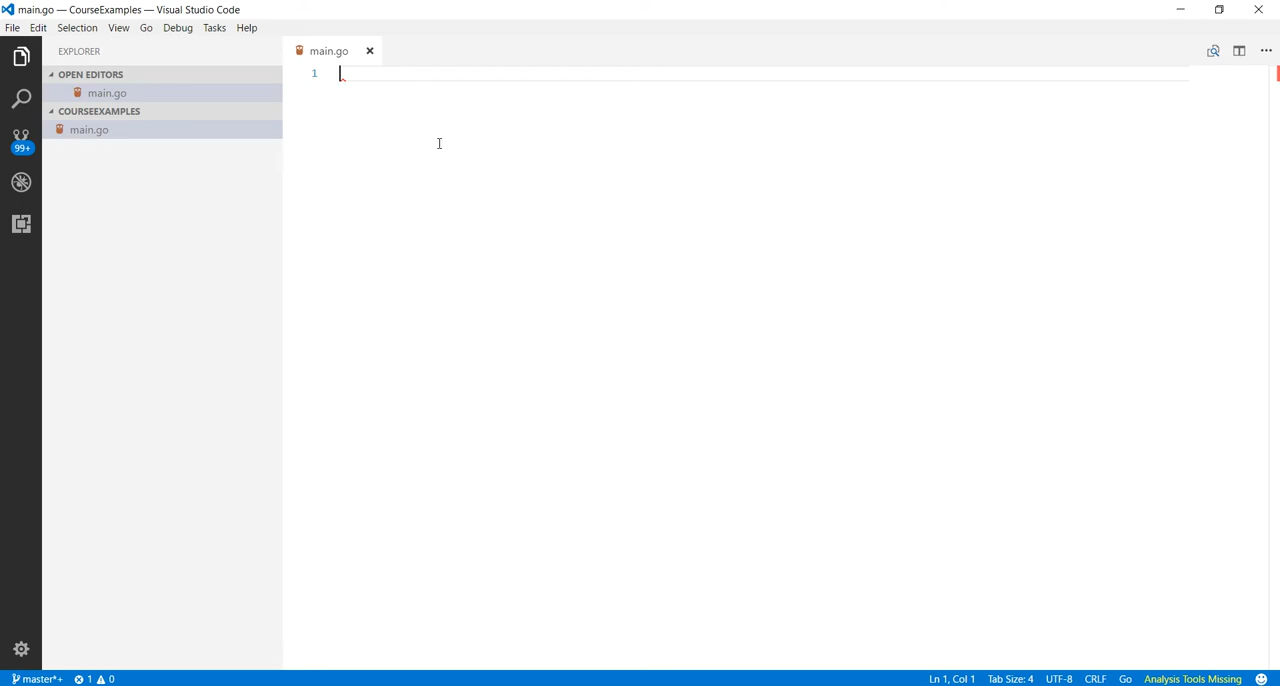 main.go — CourseExamples — Visual Studio Code
File Edit Selection View Go Debug Tasks Help
EXPLORER
OPEN EDITORS
main.go
COURSEEXAMPLES
main.go
99+
main.go
1
master*+ 1 0 Ln 1, Col 1 Tab Size: 4 UTF-8 CRLF Go Analysis Tools Missing